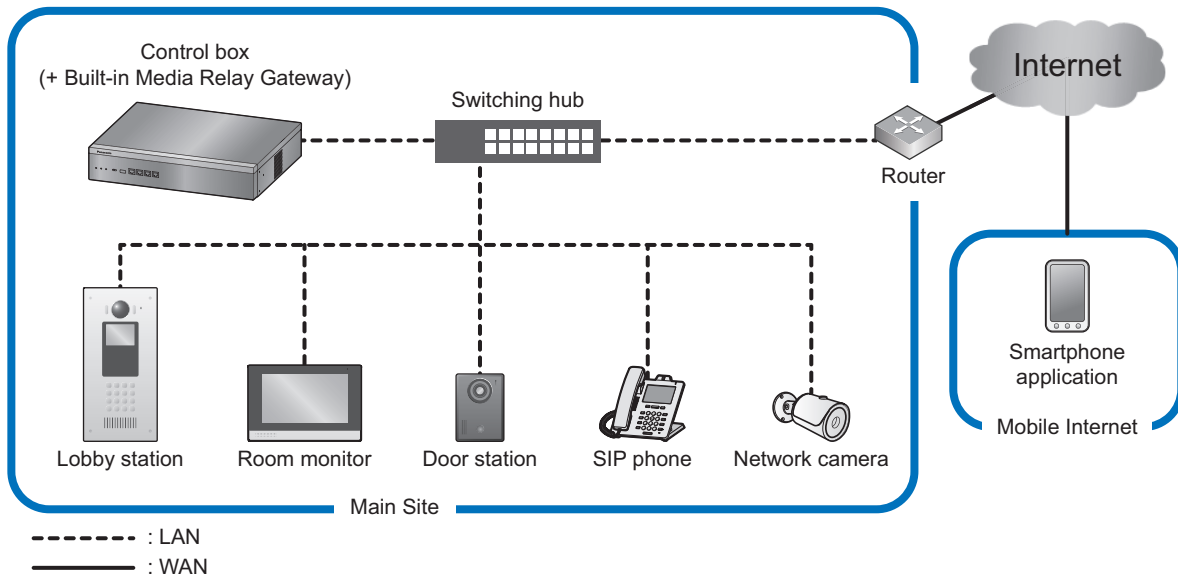 Control box
(+ Built-in Media Relay Gateway)
Switching hub
Internet
Router
Smartphone
application
Mobile Internet
Lobby station
Room monitor
Door station
SIP phone
Network camera
Main Site
: LAN
: WAN